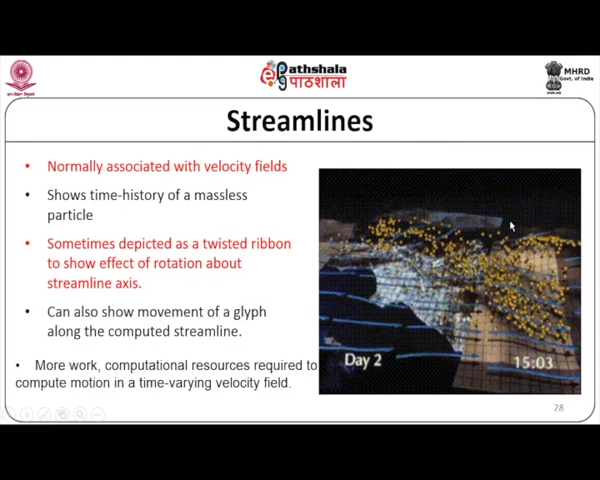 Pathshala
पाठशाला
MHRD
Govt. of India
Streamlines
• Normally associated with velocity fields
• Shows time-history of a massless
particle
• Sometimes depicted as a twisted ribbon
to show effect of rotation about
streamline axis.
• Can also show movement of a glyph
along the computed streamline.
• More work, computational resources required to
compute motion in a time-varying velocity field.
Day 2
15:03
28